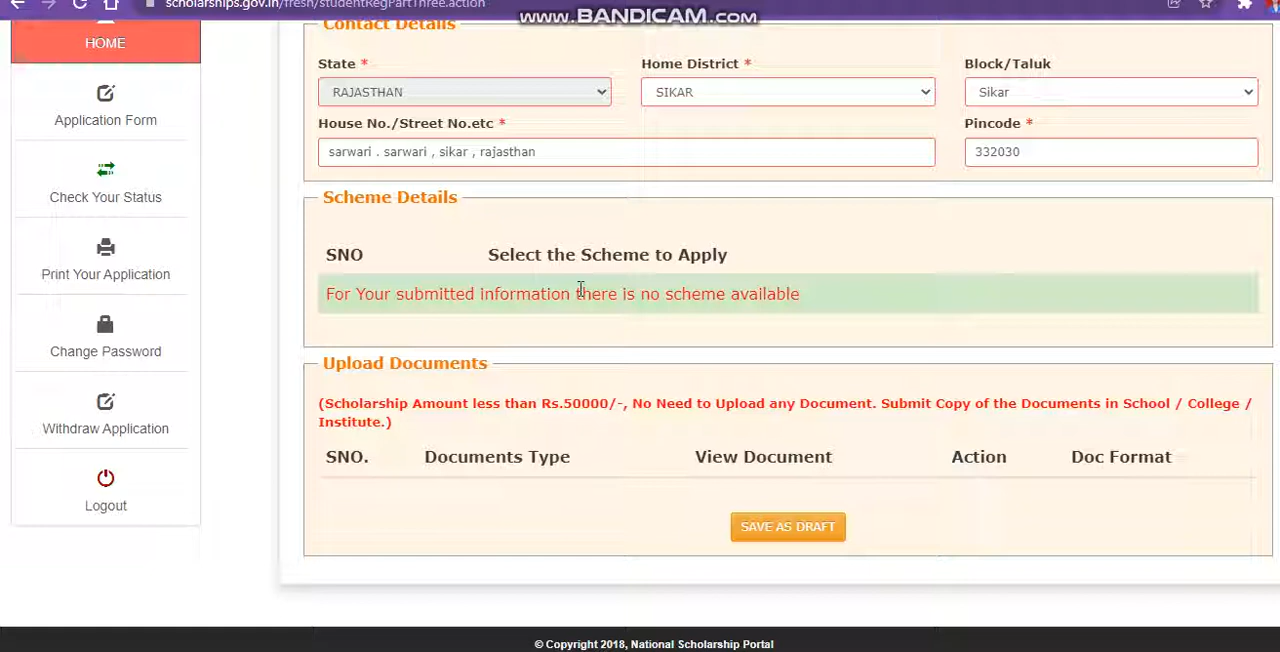 scholarships.gov.in/fresh/studentRegPartThree.action
www.BANDICAM.com
HOME
Application Form
Check Your Status
Print Your Application
Change Password
Withdraw Application
Logout
Contact Details
State * Home District * Block/Taluk
RAJASTHAN SIKAR Sikar
House No./Street No.etc * Pincode *
sarwari . sarwari , sikar , rajasthan 332030
Scheme Details
SNO Select the Scheme to Apply
For Your submitted information there is no scheme available
Upload Documents
(Scholarship Amount less than Rs.50000/-, No Need to Upload any Document. Submit Copy of the Documents in School / College /
Institute.)
SNO. Documents Type View Document Action Doc Format
SAVE AS DRAFT
© Copyright 2018, National Scholarship Portal